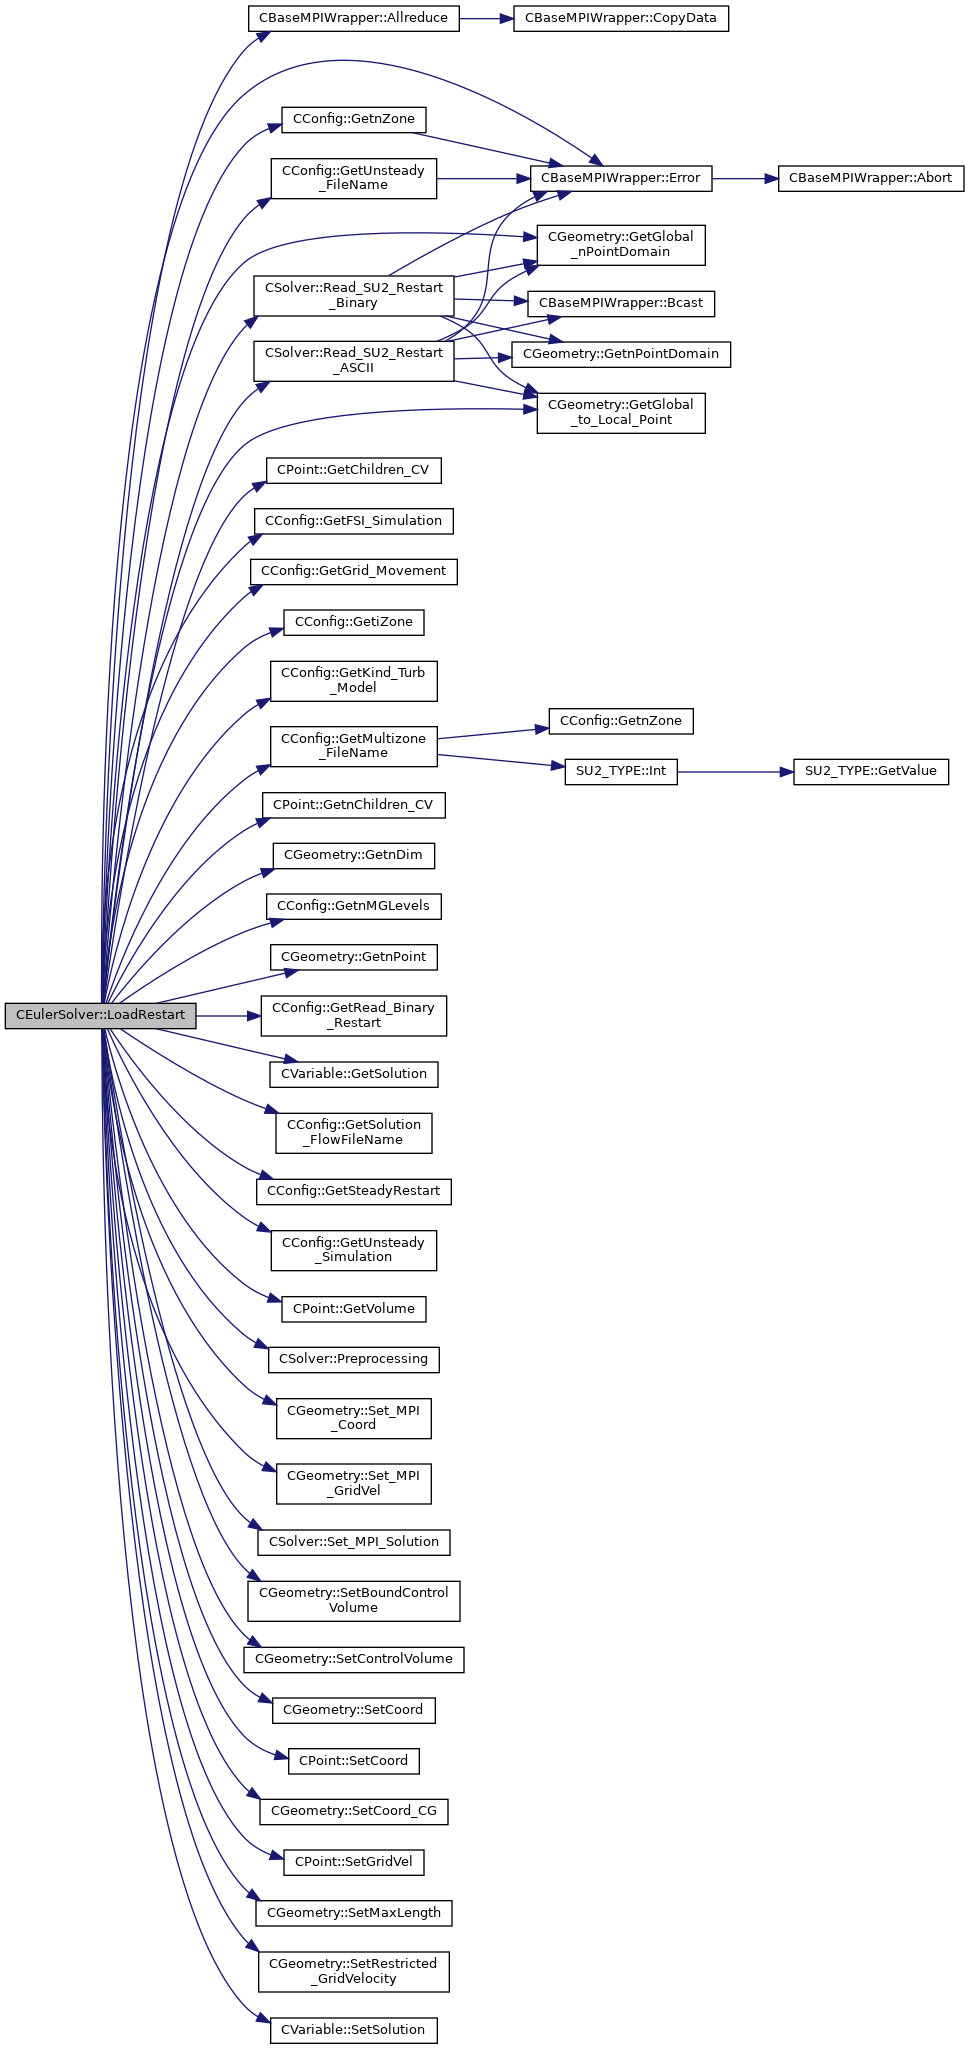 CBaseMPIWrapper::Allreduce
CBaseMPIWrapper::CopyData
CConfig::GetnZone
CConfig::GetUnsteady
_FileName
CBaseMPIWrapper::Error
CBaseMPIWrapper::Abort
CGeometry::GetGlobal
_nPointDomain
CSolver::Read_SU2_Restart
_Binary
CBaseMPIWrapper::Bcast
CSolver::Read_SU2_Restart
_ASCII
CGeometry::GetnPointDomain
CGeometry::GetGlobal
_to_Local_Point
CPoint::GetChildren_CV
CConfig::GetFSI_Simulation
CConfig::GetGrid_Movement
CConfig::GetiZone
CConfig::GetKind_Turb
_Model
CConfig::GetMultizone
_FileName
CConfig::GetnZone
SU2_TYPE::Int
SU2_TYPE::GetValue
CPoint::GetnChildren_CV
CGeometry::GetnDim
CConfig::GetnMGLevels
CGeometry::GetnPoint
CEulerSolver::LoadRestart
CConfig::GetRead_Binary
_Restart
CVariable::GetSolution
CConfig::GetSolution
_FlowFileName
CConfig::GetSteadyRestart
CConfig::GetUnsteady
_Simulation
CPoint::GetVolume
CSolver::Preprocessing
CGeometry::Set_MPI
_Coord
CGeometry::Set_MPI
_GridVel
CSolver::Set_MPI_Solution
CGeometry::SetBoundControl
Volume
CGeometry::SetControlVolume
CGeometry::SetCoord
CPoint::SetCoord
CGeometry::SetCoord_CG
CPoint::SetGridVel
CGeometry::SetMaxLength
CGeometry::SetRestricted
_GridVelocity
CVariable::SetSolution